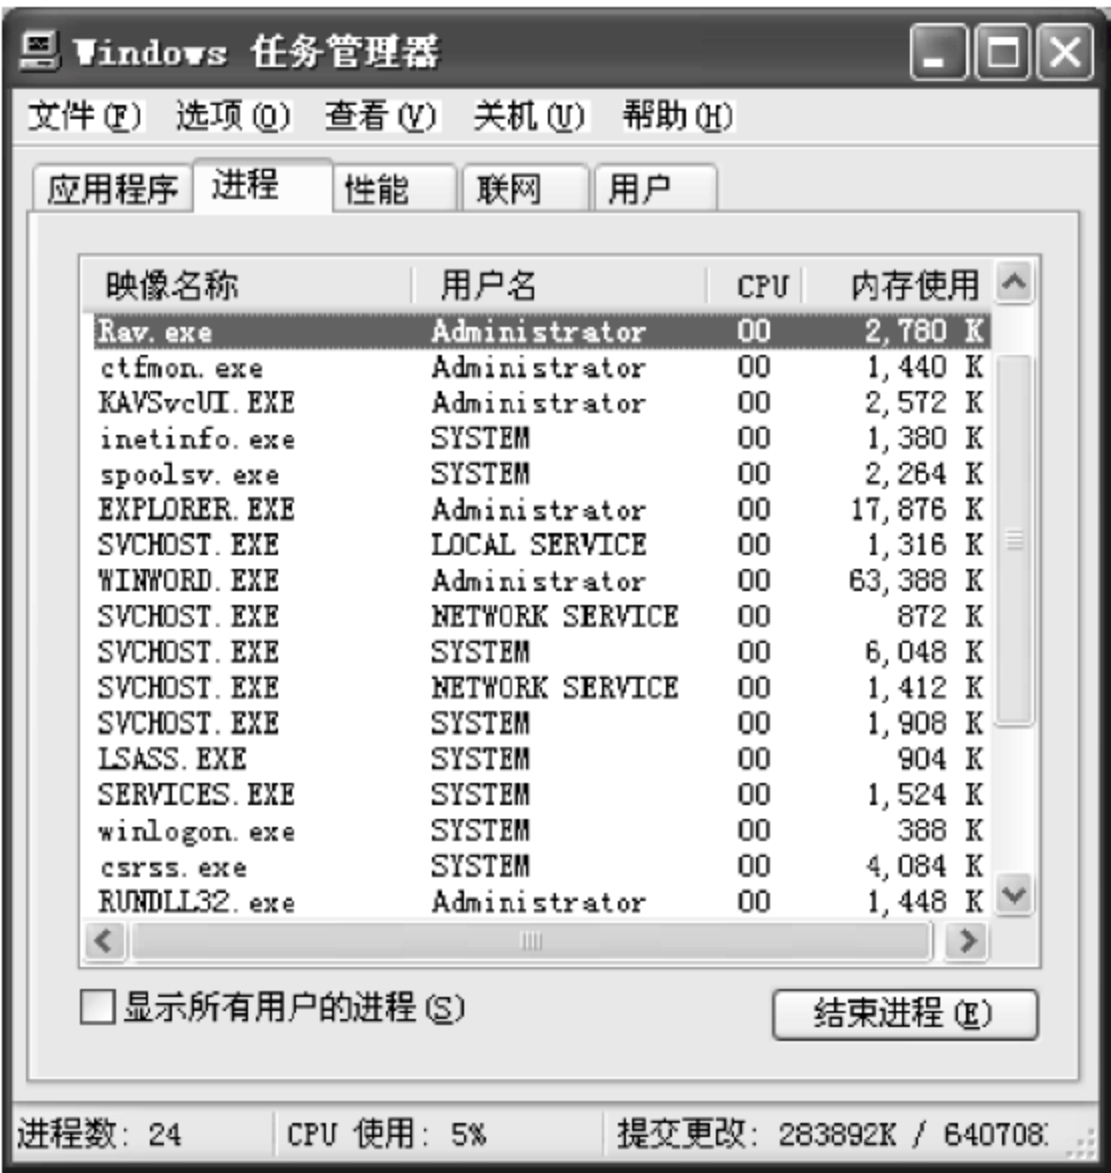 Windows 任务管理器
文件(F) 选项(O) 查看(V) 关机(U) 帮助(H)
应用程序 进程 性能 联网 用户
映像名称 用户名 CPU 内存使用
Rav.exe Administrator 00 2,780 K
ctfmon.exe Administrator 00 1,440 K
KAVSvcUI.EXE Administrator 00 2,572 K
inetinfo.exe SYSTEM 00 1,380 K
spoolsv.exe SYSTEM 00 2,264 K
EXPLORER.EXE Administrator 00 17,876 K
SVCHOST.EXE LOCAL SERVICE 00 1,316 K
WINWORD.EXE Administrator 00 63,388 K
SVCHOST.EXE NETWORK SERVICE 00 872 K
SVCHOST.EXE SYSTEM 00 6,048 K
SVCHOST.EXE NETWORK SERVICE 00 1,412 K
SVCHOST.EXE SYSTEM 00 1,908 K
LSASS.EXE SYSTEM 00 904 K
SERVICES.EXE SYSTEM 00 1,524 K
winlogon.exe SYSTEM 00 388 K
csrss.exe SYSTEM 00 4,084 K
RUNDLL32.exe Administrator 00 1,448 K
显示所有用户的进程(S) 结束进程(E)
进程数: 24 CPU 使用: 5% 提交更改: 283892K / 640708